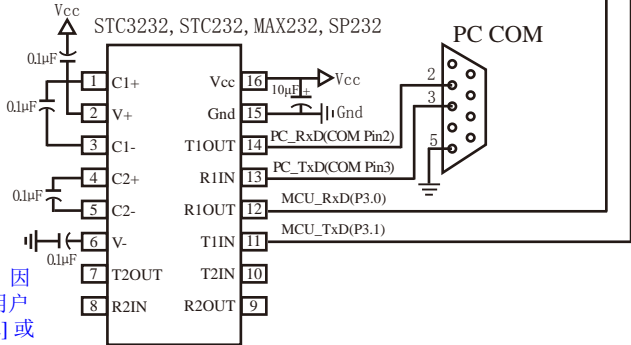 Vcc
STC3232, STC232, MAX232, SP232
PC COM
0.1μF
0.1μF
1 C1+ Vcc 16
Vcc
10μF +
2 V+ Gnd 15
Gnd
3 C1- T1OUT 14 PC_RxD(COM Pin2)
4 C2+ R1IN 13 PC_TxD(COM Pin3)
0.1μF
5 C2- R1OUT 12 MCU_RxD(P3.0)
6 V- T1IN 11 MCU_TxD(P3.1)
0.1μF
7 T2OUT T2IN 10
8 R2IN R2OUT 9
2
3
5
因
用户
] 或